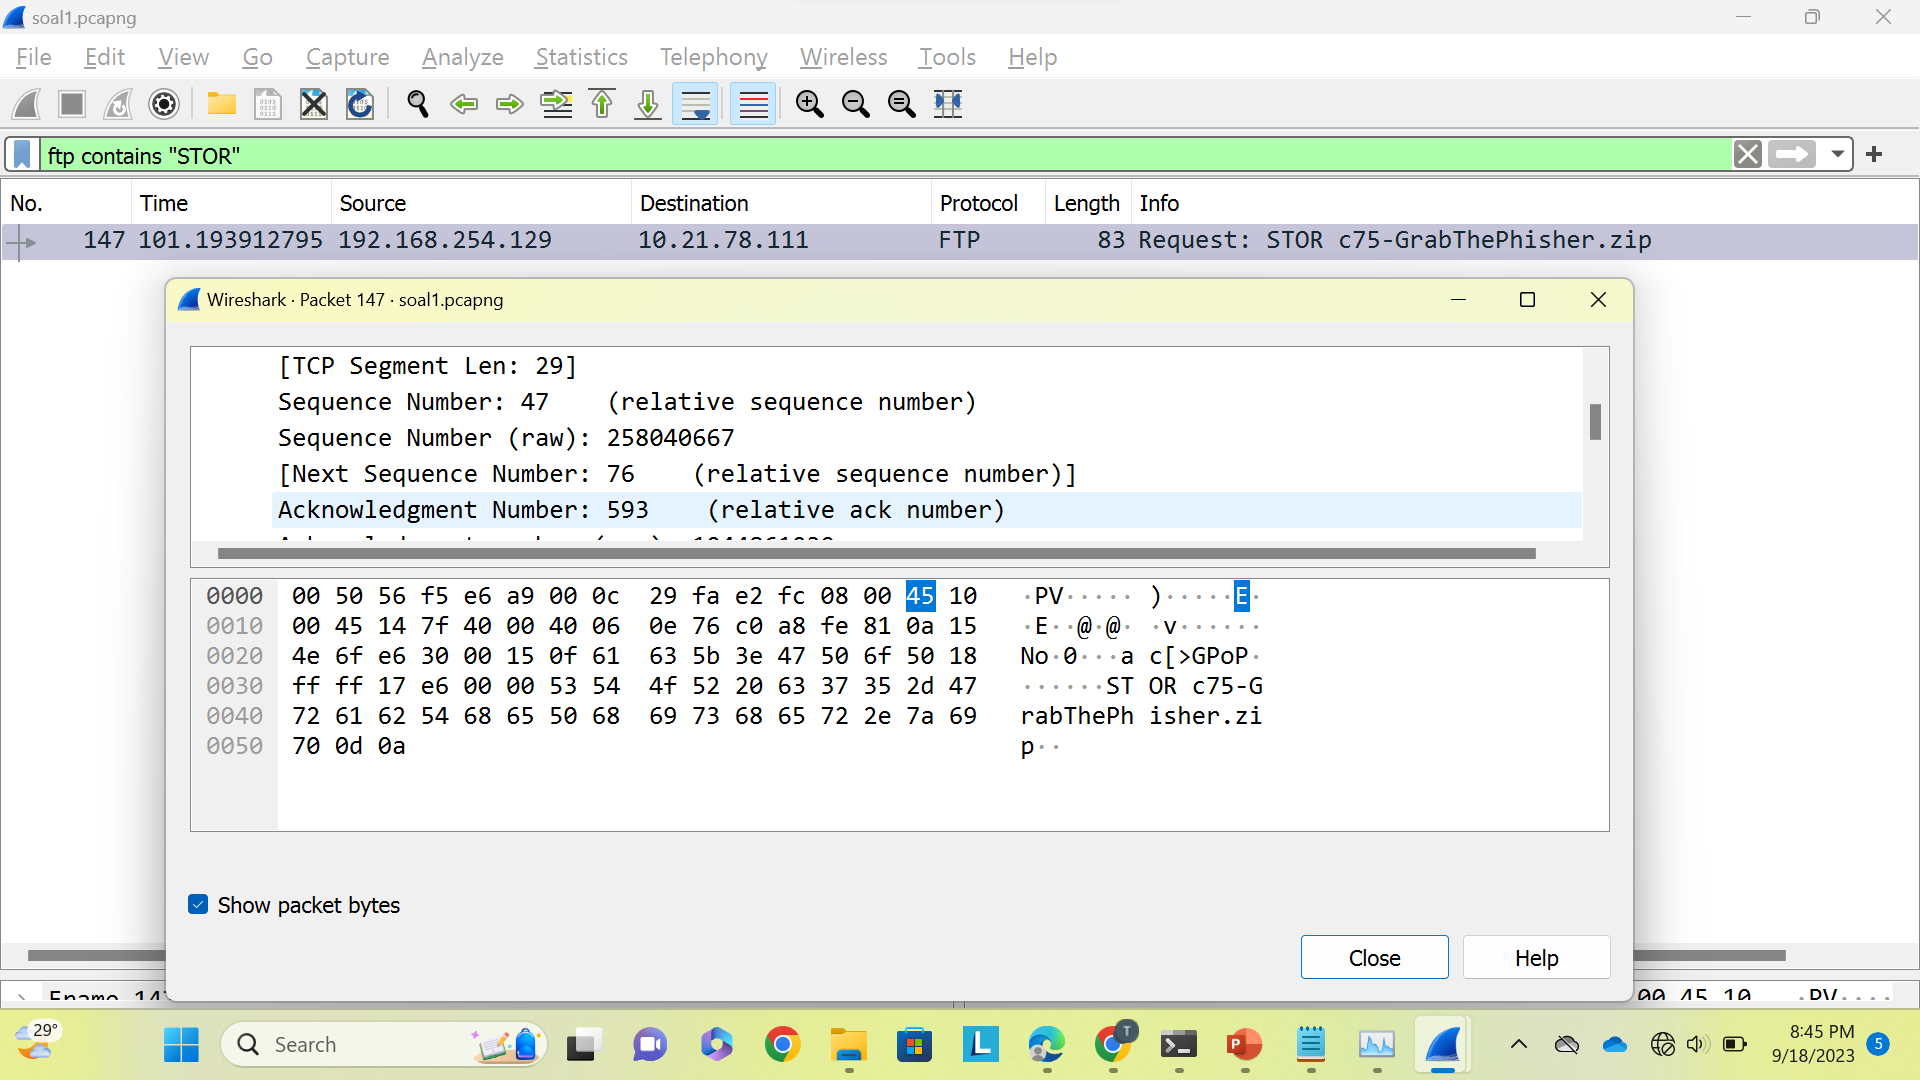 soal1.pcapng
File Edit View Go Capture Analyze Statistics Telephony Wireless Tools Help
ftp contains "STOR"
No. Time Source Destination Protocol Length Info
147 101.193912795 192.168.254.129 10.21.78.111 FTP 83 Request: STOR c75-GrabThePhisher.zip
Wireshark · Packet 147 · soal1.pcapng
[TCP Segment Len: 29]
Sequence Number: 47 (relative sequence number)
Sequence Number (raw): 258040667
[Next Sequence Number: 76 (relative sequence number)]
Acknowledgment Number: 593 (relative ack number)
0000 00 50 56 f5 e6 a9 00 0c 29 fa e2 fc 08 00 45 10 ·PV····· )·····E·
0010 00 45 14 7f 40 00 40 06 0e 76 c0 a8 fe 81 0a 15 ·E··@·@· ·v······
0020 4e 6f e6 30 00 15 0f 61 63 5b 3e 47 50 6f 50 18 No·0···a c[>GPoP·
0030 ff ff 17 e6 00 00 53 54 4f 52 20 63 37 35 2d 47 ······ST OR c75-G
0040 72 61 62 54 68 65 50 68 69 73 68 65 72 2e 7a 69 rabThePh isher.zi
0050 70 0d 0a p··
Show packet bytes
Close Help
Frame 147 00 45 10 ·PV····
29°
Search
T
8:45 PM
9/18/2023
5